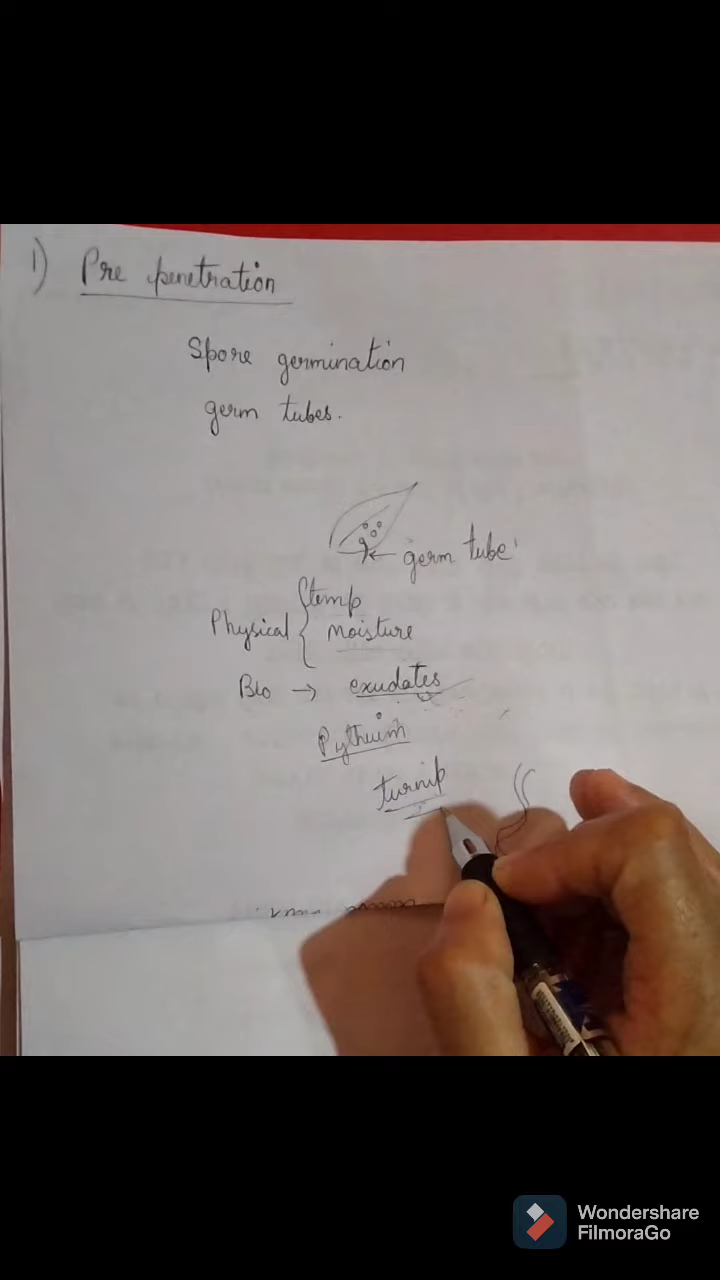 1) Pre penetration
Spore germination
germ tubes.
germ tube
Physical { temp
moisture
Bio → exudates
Pythium
turnip
Wondershare
FilmoraGo